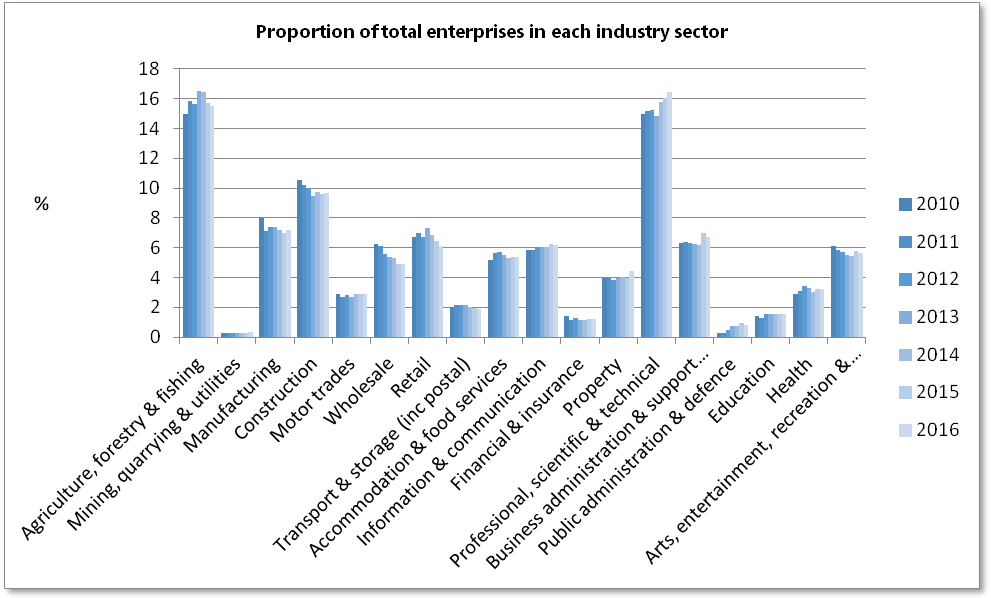 Proportion of total enterprises in each industry sector
18
16
14
12
10
8
6
4
2
0
%
Agriculture, forestry & fishing
Mining, quarrying & utilities
Manufacturing
Construction
Motor trades
Wholesale
Retail
Transport & storage (inc postal)
Accommodation & food services
Information & communication
Financial & insurance
Property
Professional, scientific & technical
Business administration & support...
Public administration & defence
Education
Health
Arts, entertainment, recreation &...
2010
2011
2012
2013
2014
2015
2016